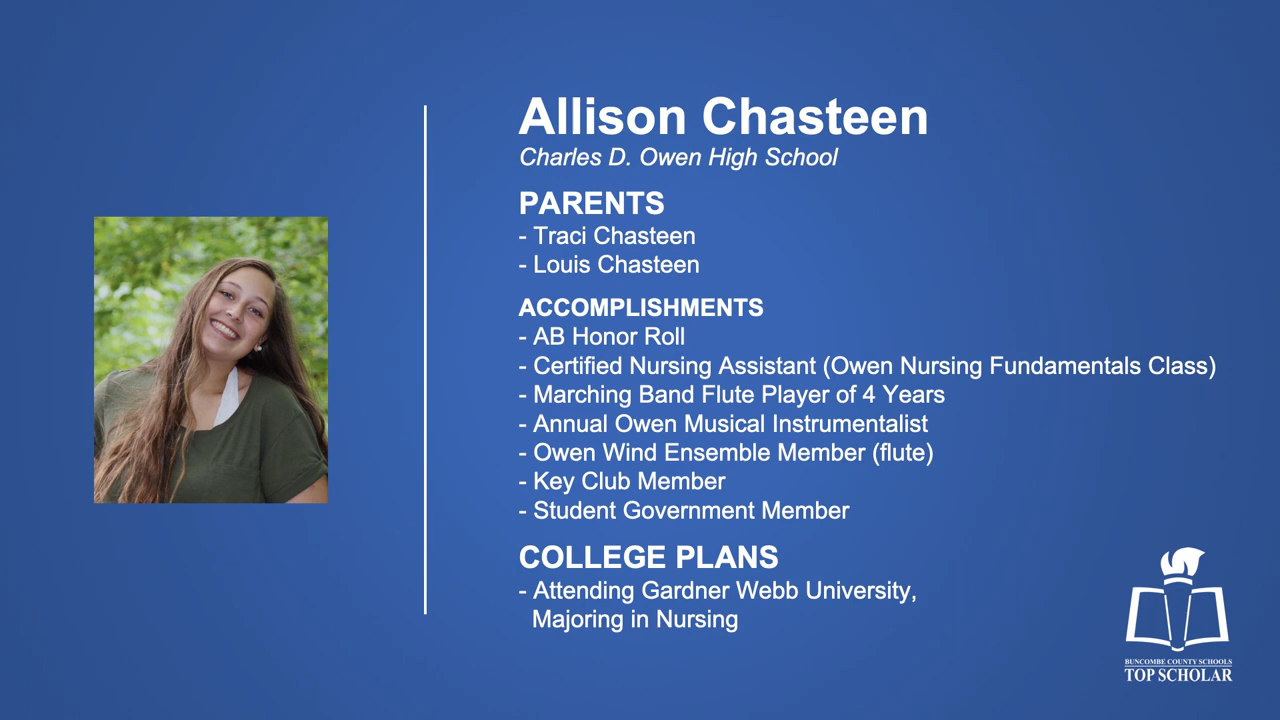 Allison Chasteen
Charles D. Owen High School
PARENTS
- Traci Chasteen
- Louis Chasteen
ACCOMPLISHMENTS
- AB Honor Roll
- Certified Nursing Assistant (Owen Nursing Fundamentals Class)
- Marching Band Flute Player of 4 Years
- Annual Owen Musical Instrumentalist
- Owen Wind Ensemble Member (flute)
- Key Club Member
- Student Government Member
COLLEGE PLANS
- Attending Gardner Webb University,
Majoring in Nursing
BUNCOMBE COUNTY SCHOOLS
TOP SCHOLAR